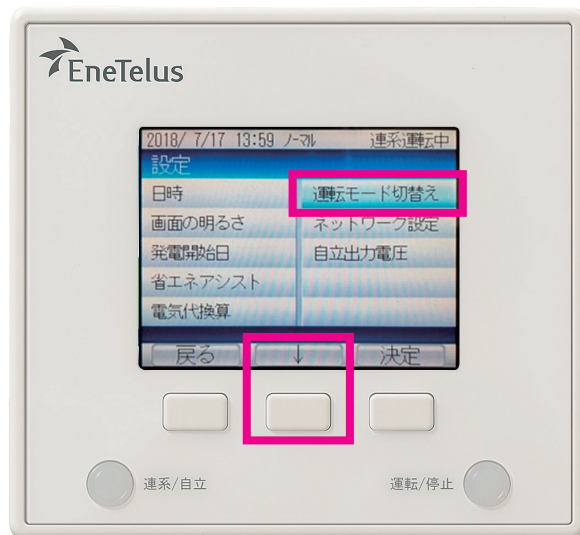 EneTelus
2018/ 7/17 13:59 ﾉｰﾏﾙ 連系運転中
設定
日時
画面の明るさ
発電開始日
省エネアシスト
電気代換算
運転モード切替え
ネットワーク設定
自立出力電圧
戻る ↓ 決定
連系/自立 運転/停止